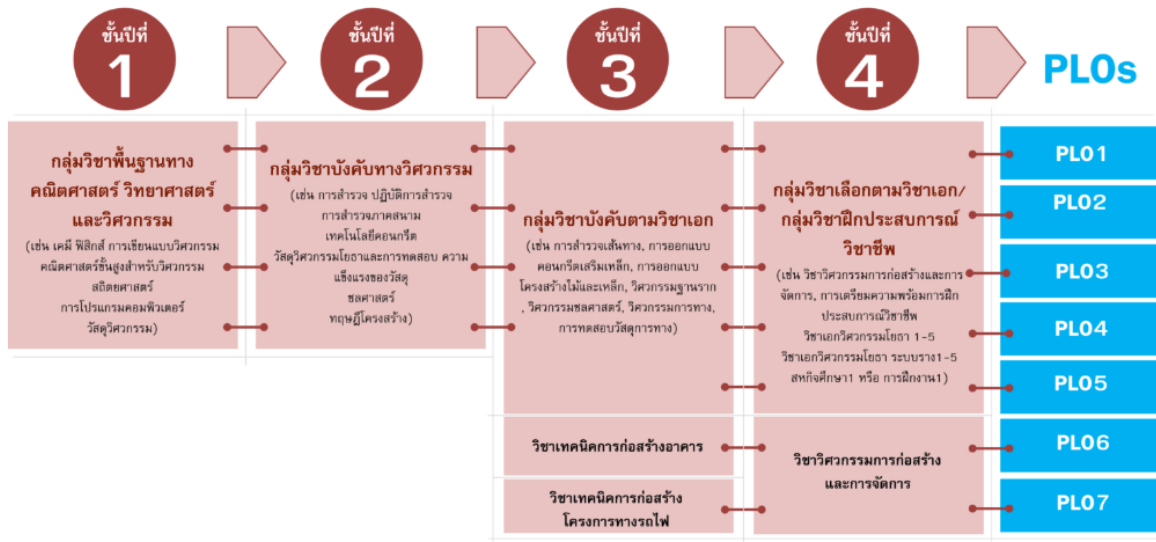 ชั้นปีที่
1
ชั้นปีที่
2
ชั้นปีที่
3
ชั้นปีที่
4
PLOs
กลุ่มวิชาพื้นฐานทาง
คณิตศาสตร์ วิทยาศาสตร์
และวิศวกรรม
(เช่น เคมี ฟิสิกส์ การเขียนแบบวิศวกรรม
คณิตศาสตร์ชั้นสูงสำหรับวิศวกรรม
สถิตยศาสตร์
การโปรแกรมคอมพิวเตอร์
วัสดุวิศวกรรม)
กลุ่มวิชาบังคับทางวิศวกรรม
(เช่น การสำรวจ ปฏิบัติการสำรวจ
การสำรวจภาคสนาม
เทคโนโลยีคอนกรีต
วัสดุวิศวกรรมโยธาและการทดสอบ ความ
แข็งแรงของวัสดุ
ชลศาสตร์
ทฤษฎีโครงสร้าง)
กลุ่มวิชาบังคับตามวิชาเอก
(เช่น การสำรวจเส้นทาง, การออกแบบ
คอนกรีตเสริมเหล็ก, การออกแบบ
โครงสร้างไม้และเหล็ก, วิศวกรรมฐานราก
, วิศวกรรมชลศาสตร์, วิศวกรรมการทาง,
การทดสอบวัสดุการทาง)
กลุ่มวิชาเลือกตามวิชาเอก/
กลุ่มวิชาฝึกประสบการณ์
วิชาชีพ
(เช่น วิชาวิศวกรรมการก่อสร้างและการ
จัดการ, การเตรียมความพร้อมการฝึก
ประสบการณ์วิชาชีพ
วิชาเอกวิศวกรรมโยธา 1-5
วิชาเอกวิศวกรรมโยธา ระบบราง1-5
สหกิจศึกษา1 หรือ การฝึกงาน1)
PLO1
PLO2
PLO3
PLO4
PLO5
วิชาเทคนิคการก่อสร้างอาคาร
วิชาเทคนิคการก่อสร้าง
โครงการทางรถไฟ
วิชาวิศวกรรมการก่อสร้าง
และการจัดการ
PLO6
PLO7